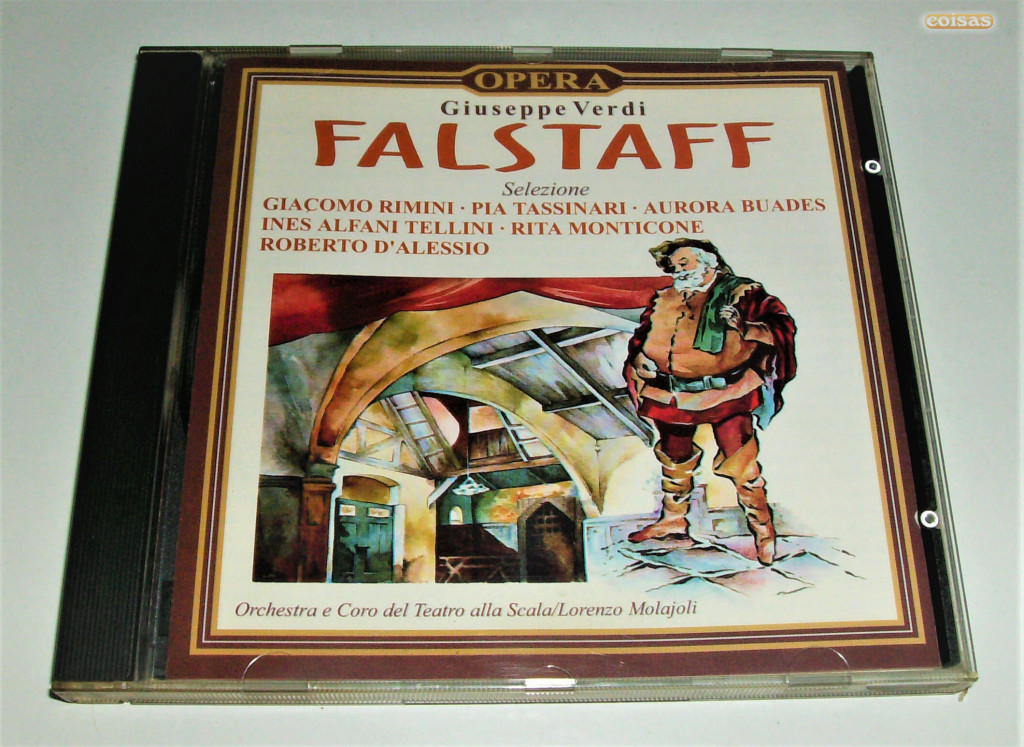 coisas
OPERA
Giuseppe Verdi
FALSTAFF
Selezione
GIACOMO RIMINI · PIA TASSINARI · AURORA BUADES
INES ALFANI TELLINI · RITA MONTICONE
ROBERTO D'ALESSIO
Orchestra e Coro del Teatro alla Scala/Lorenzo Molajoli